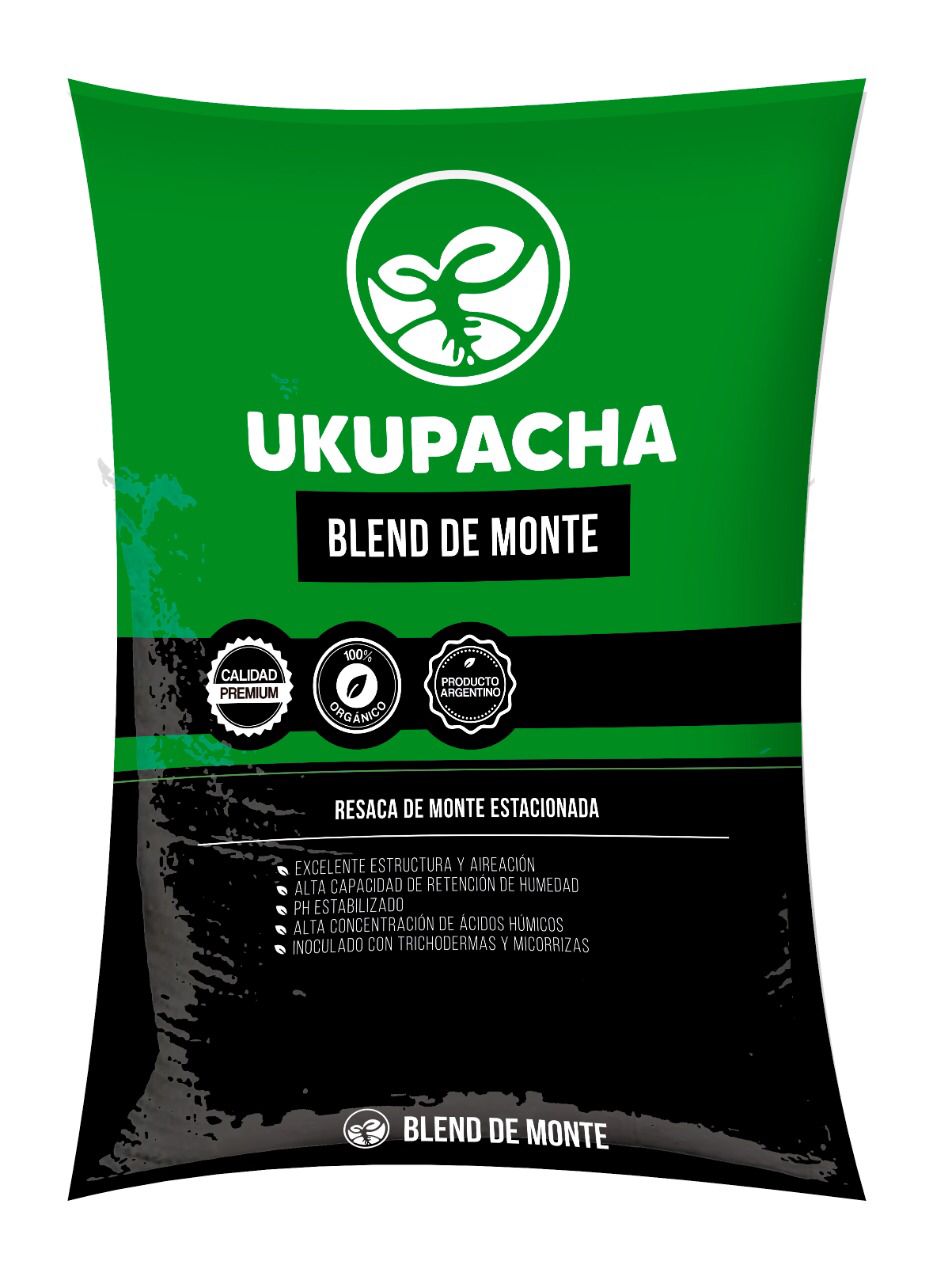 UKUPACHA
BLEND DE MONTE
CALIDAD
PREMIUM
100%
ORGÁNICO
PRODUCTO
ARGENTINO
RESACA DE MONTE ESTACIONADA
EXCELENTE ESTRUCTURA Y AIREACIÓN
ALTA CAPACIDAD DE RETENCIÓN DE HUMEDAD
PH ESTABILIZADO
ALTA CONCENTRACIÓN DE ÁCIDOS HÚMICOS
INOCULADO CON TRICHODERMAS Y MICORRIZAS
BLEND DE MONTE